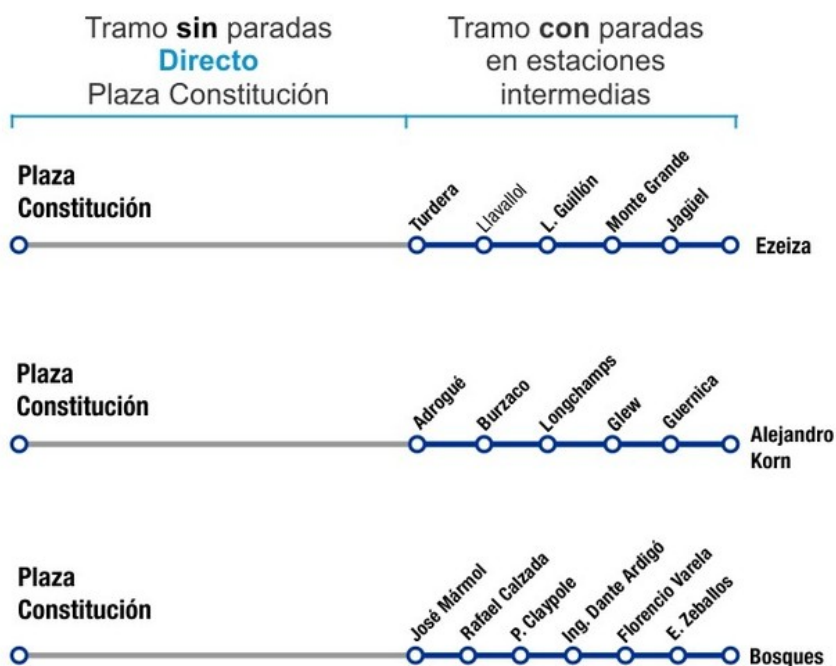 Tramo sin paradas
Directo
Plaza Constitución
Tramo con paradas
en estaciones
intermedias
Plaza
Constitución
Turdera
Llavallol
L. Guillón
Monte Grande
Jagüel
Ezeiza
Plaza
Constitución
Adrogué
Burzaco
Longchamps
Glew
Guernica
Alejandro
Korn
Plaza
Constitución
José Mármol
Rafael Calzada
P. Claypole
Ing. Dante Ardigó
Florencio Varela
E. Zeballos
Bosques